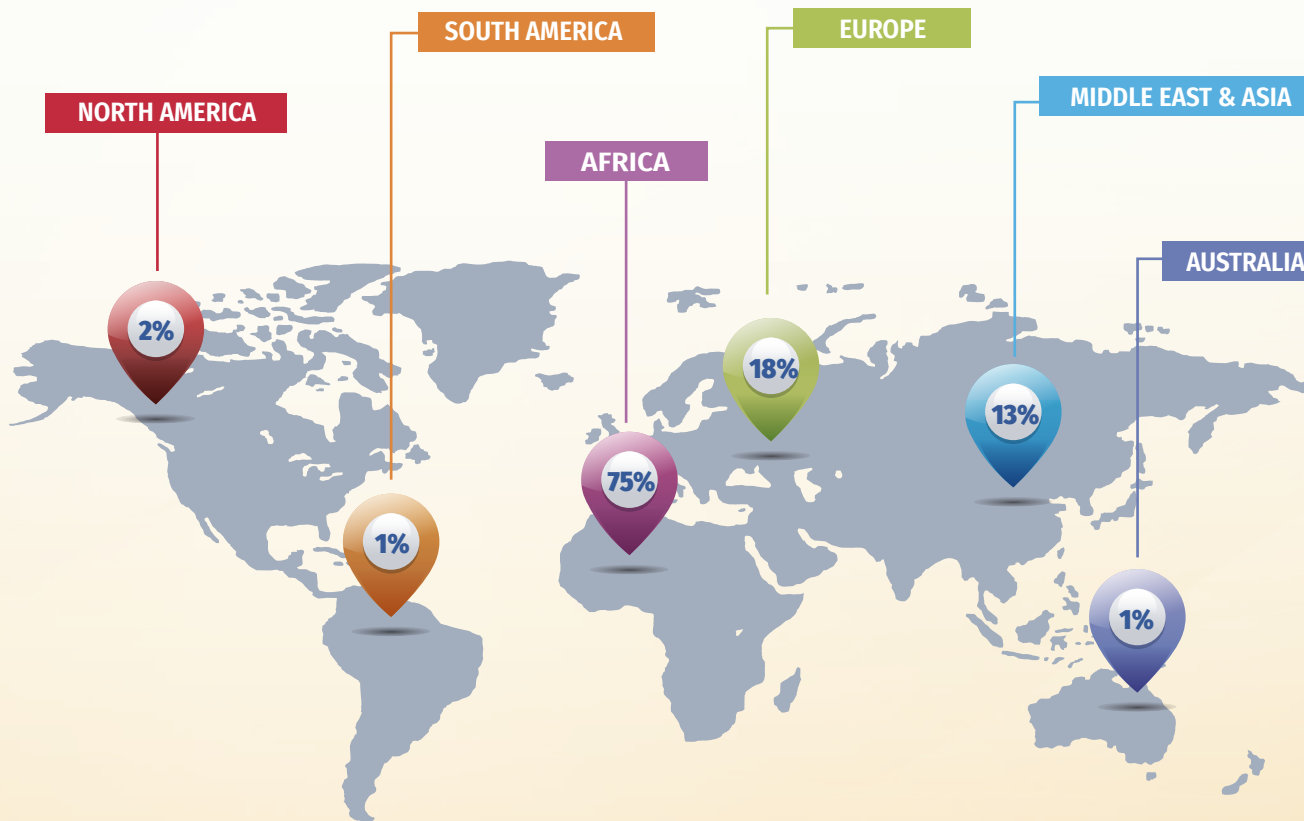 SOUTH AMERICA
EUROPE
MIDDLE EAST & ASIA
NORTH AMERICA
AFRICA
AUSTRALIA
2%
18%
13%
75%
1%
1%